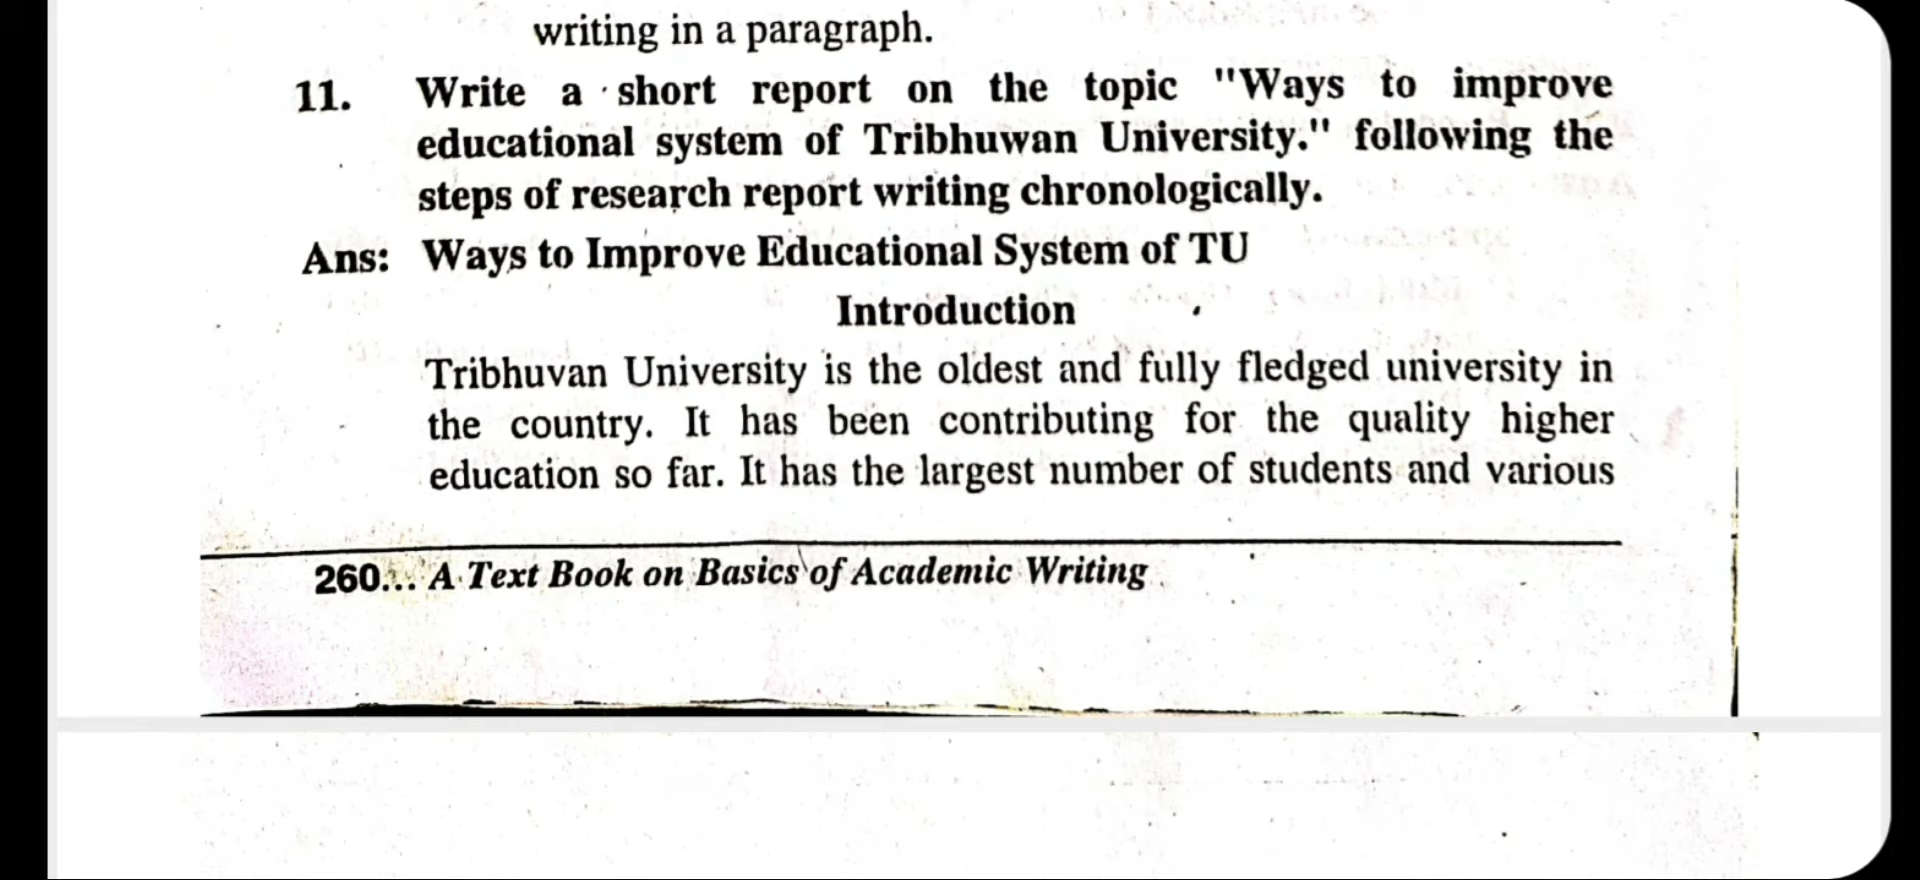 writing in a paragraph.
11. Write a short report on the topic "Ways to improve
educational system of Tribhuwan University." following the
steps of research report writing chronologically.
Ans: Ways to Improve Educational System of TU
Introduction
Tribhuvan University is the oldest and fully fledged university in
the country. It has been contributing for the quality higher
education so far. It has the largest number of students and various
260... A Text Book on Basics of Academic Writing